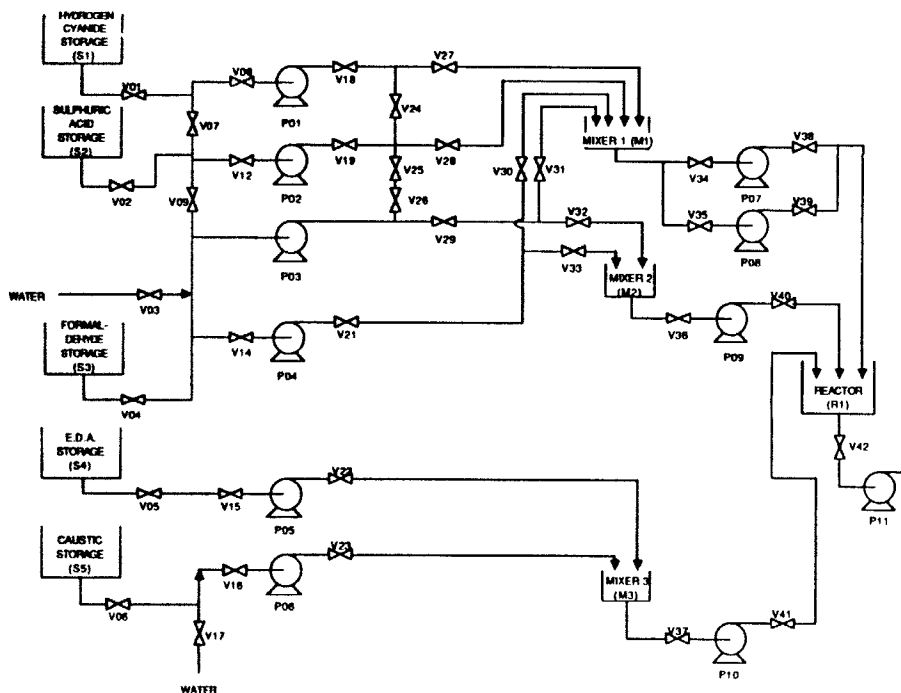 HYDROGEN
CYANIDE
STORAGE
(S1)
V01
V08
P01
V18
V27
V07
V24
SULPHURIC
ACID
STORAGE
(S2)
V02
V12
P02
V19
V28
V25
V26
V09
P03
V29
V30
V31
MIXER 1 (M1)
V34
P07
V38
V35
P08
V39
V32
V33
MIXER 2
(M2)
WATER
V03
V14
P04
V21
V36
P09
V40
FORMAL-
DEHYDE
STORAGE
(S3)
V04
REACTOR
(R1)
V42
P11
E.D.A.
STORAGE
(S4)
V05
V15
P05
V22
CAUSTIC
STORAGE
(S5)
V06
V16
P06
V23
V17
WATER
MIXER 3
(M3)
V37
P10
V41